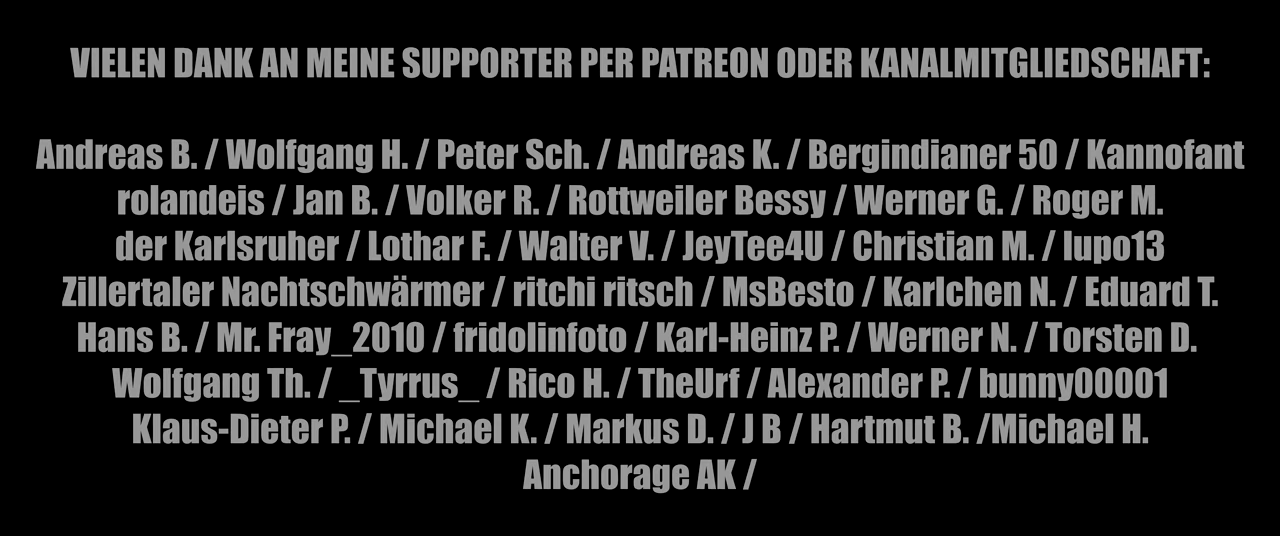 VIELEN DANK AN MEINE SUPPORTER PER PATREON ODER KANALMITGLIEDSCHAFT:
Andreas B. / Wolfgang H. / Peter Sch. / Andreas K. / Bergindianer 50 / Kannofant
rolandeis / Jan B. / Volker R. / Rottweiler Bessy / Werner G. / Roger M.
der Karlsruher / Lothar F. / Walter V. / JeyTee4U / Christian M. / lupo13
Zillertaler Nachtschwärmer / ritchi ritsch / MsBesto / Karlchen N. / Eduard T.
Hans B. / Mr. Fray_2010 / fridolinfoto / Karl-Heinz P. / Werner N. / Torsten D.
Wolfgang Th. / _Tyrrus_ / Rico H. / TheUrf / Alexander P. / bunny00001
Klaus-Dieter P. / Michael K. / Markus D. / J B / Hartmut B. /Michael H.
Anchorage AK /